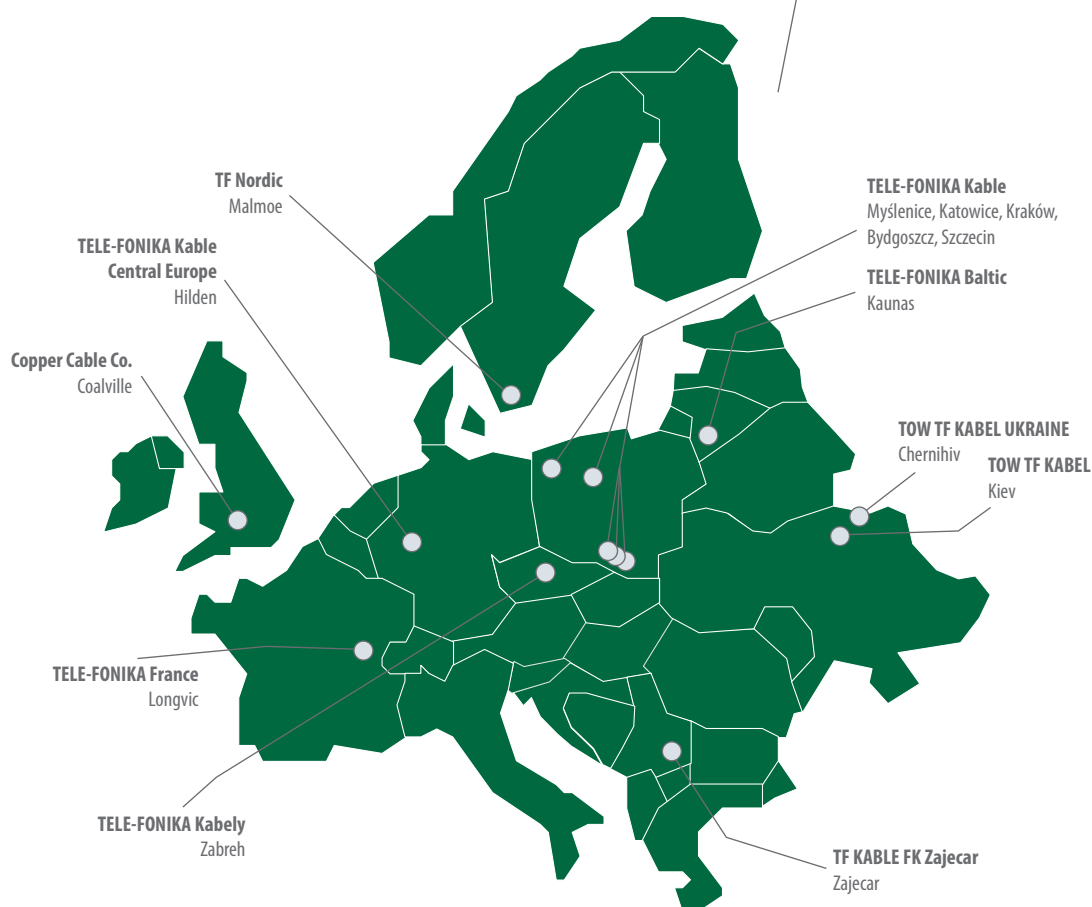 TF Nordic
Malmoe
TELE-FONIKA Kable
Central Europe
Hilden
Copper Cable Co.
Coalville
TELE-FONIKA Kable
Myślenice, Katowice, Kraków,
Bydgoszcz, Szczecin
TELE-FONIKA Baltic
Kaunas
TOW TF KABEL UKRAINE
Chernihiv
TOW TF KABEL
Kiev
TELE-FONIKA France
Longvic
TELE-FONIKA Kabely
Zabreh
TF KABLE FK Zajecar
Zajecar